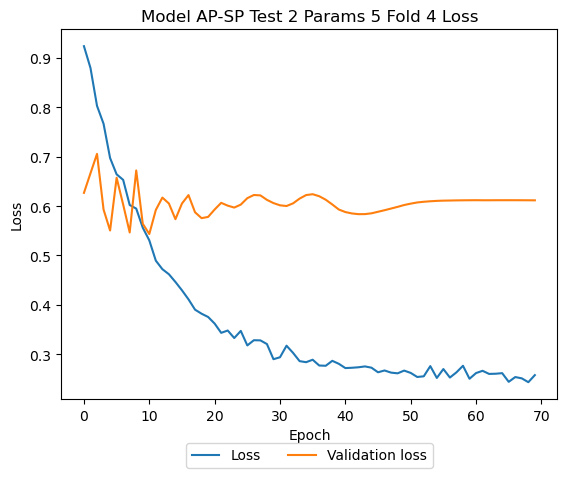 Model AP-SP Test 2 Params 5 Fold 4 Loss
0.9
0.8
0.7
0.6
0.5
0.4
0.3
Loss
0 10 20 30 40 50 60 70
Epoch
Loss Validation loss